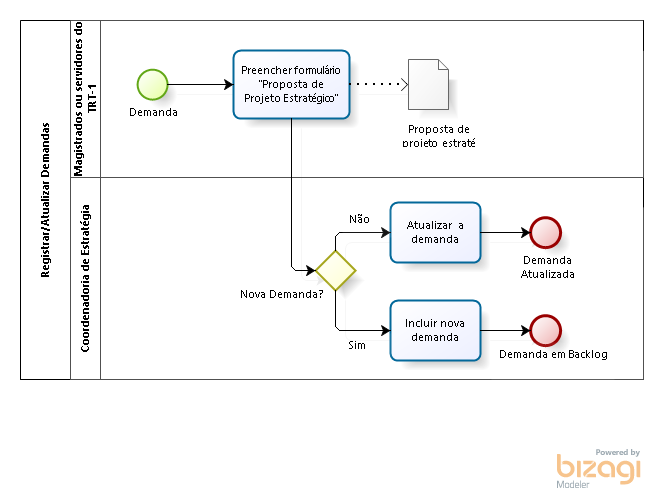 Registrar/Atualizar Demandas
Magistrados ou servidores do
TRT-1
Demanda
Preencher formulário
"Proposta de
Projeto Estratégico"
Proposta de
projeto estraté
Coordenadoria de Estratégia
Nova Demanda?
Não
Atualizar a
demanda
Demanda
Atualizada
Sim
Incluir nova
demanda
Demanda em Backlog
Powered by
bizagi
Modeler